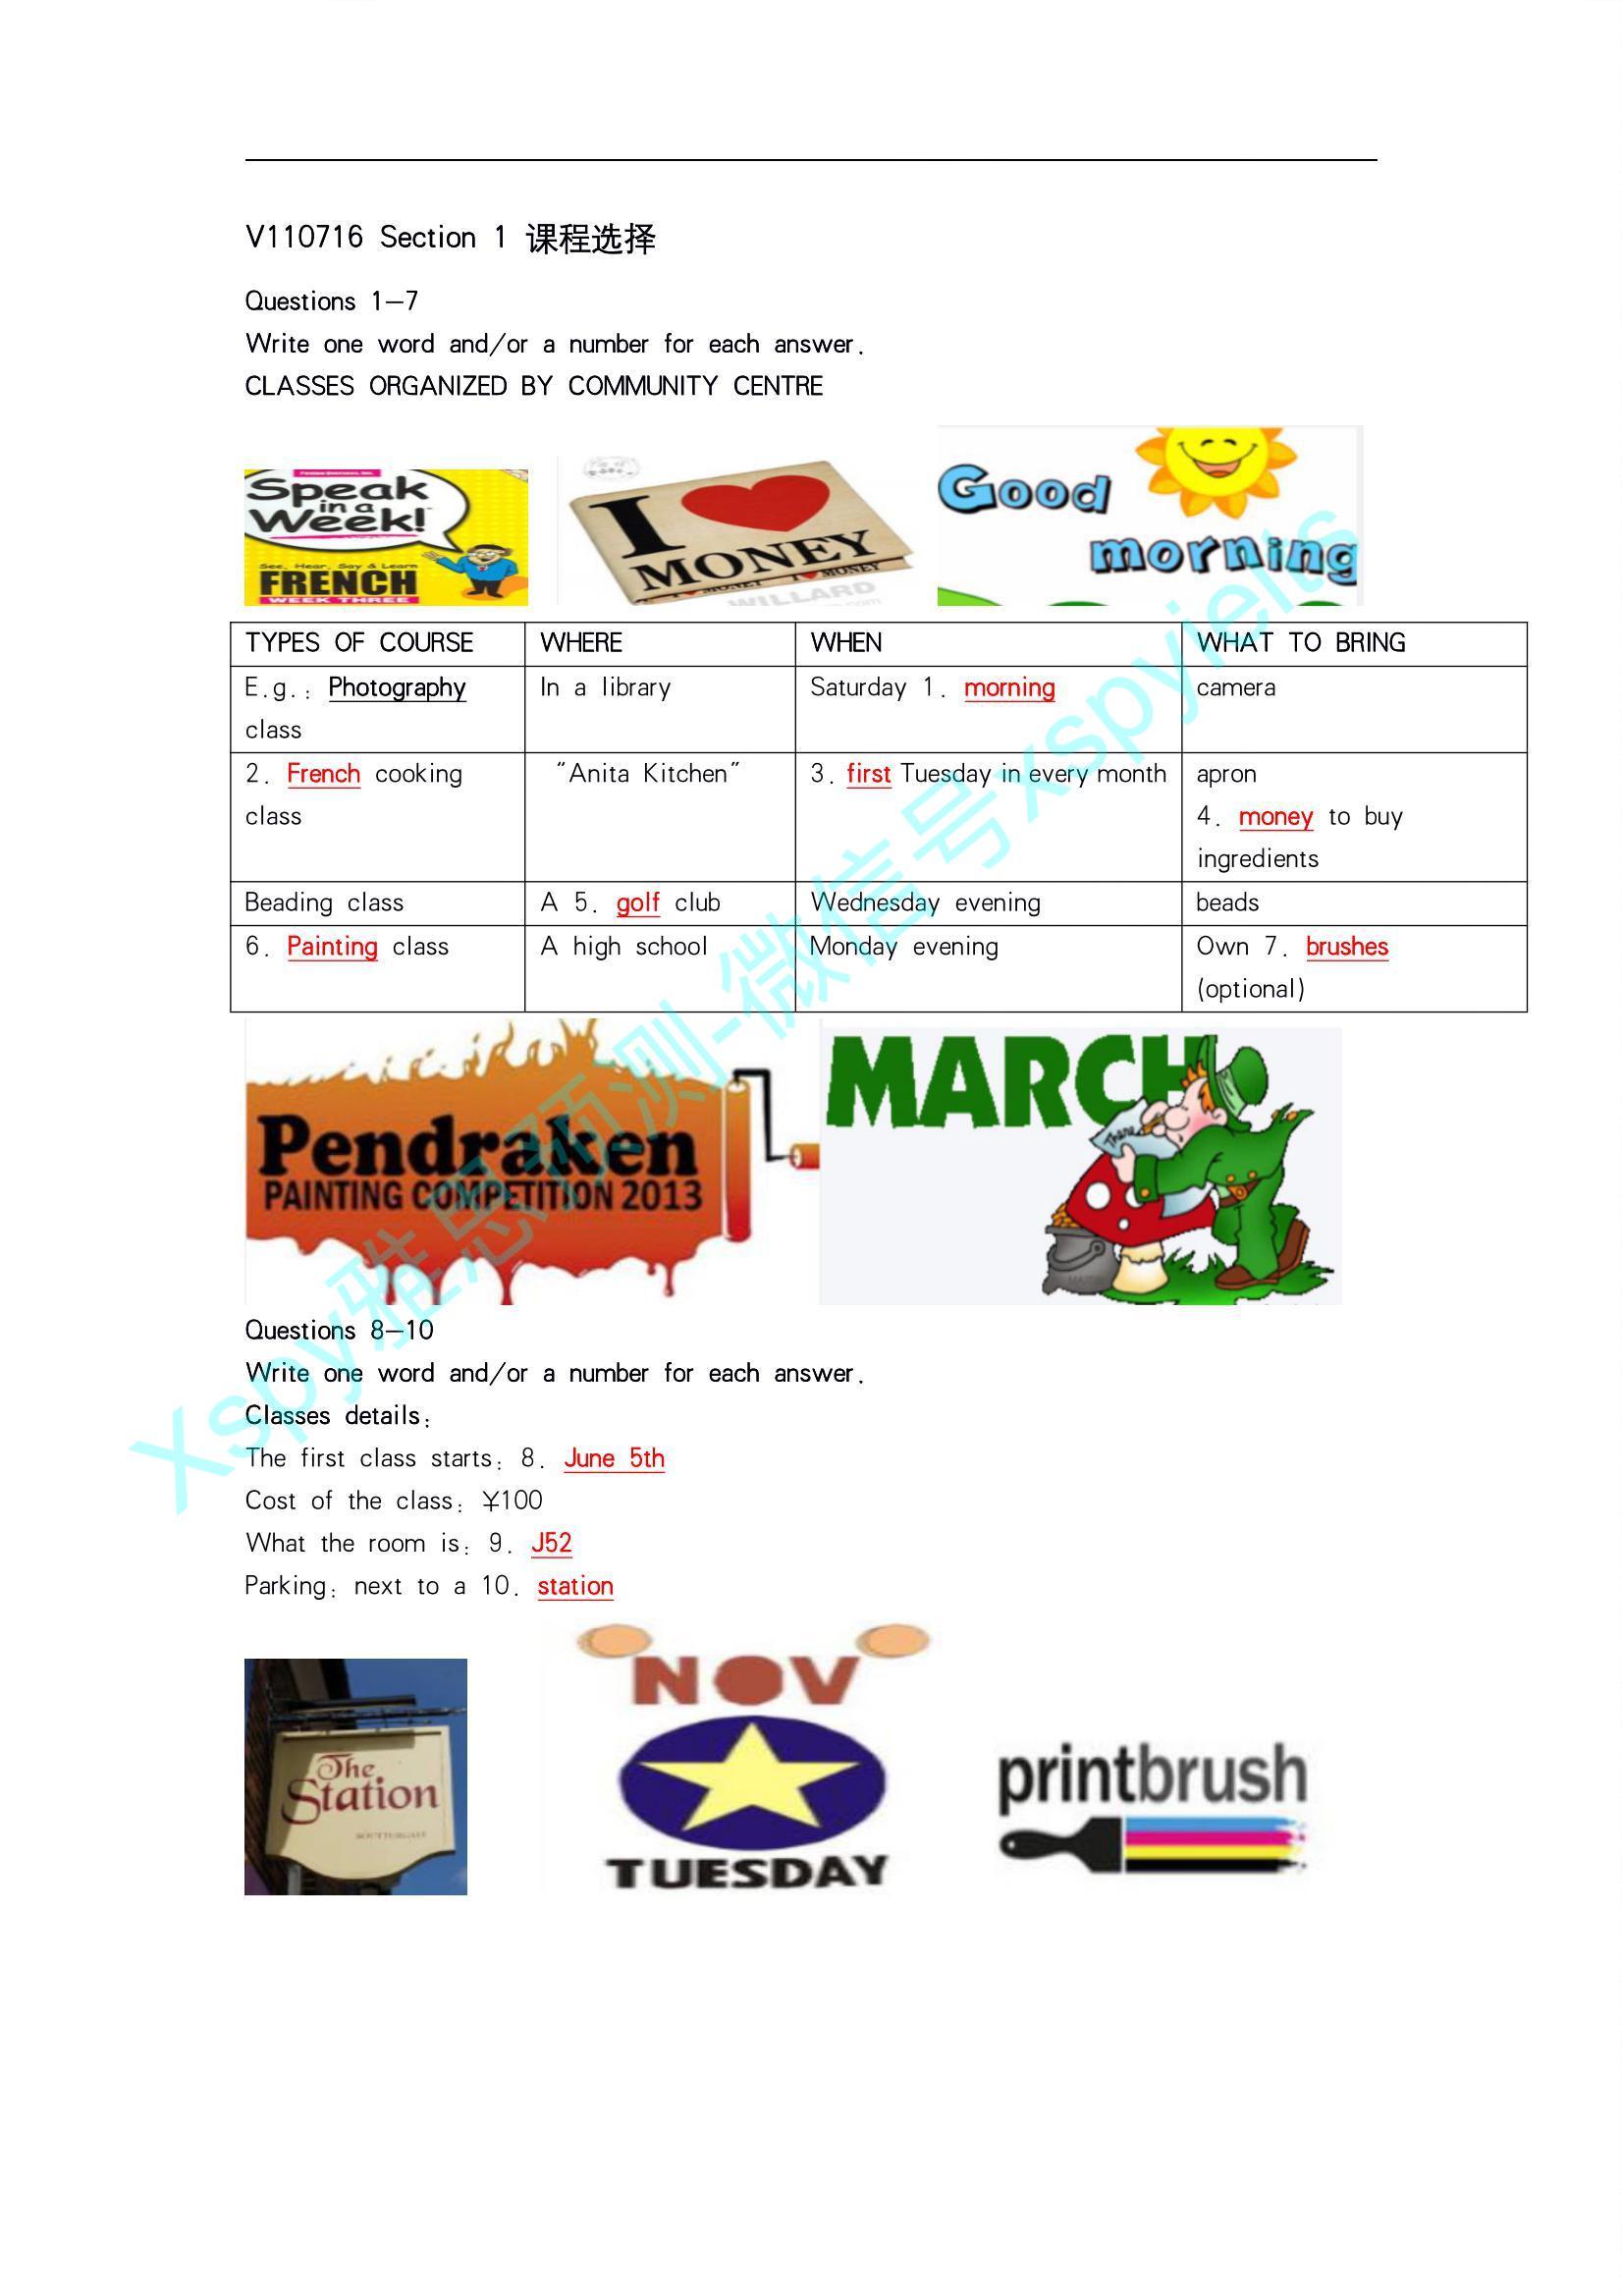 V110716 Section 1 课程选择
Questions 1—7
Write one word and/or a number for each answer.
CLASSES ORGANIZED BY COMMUNITY CENTRE
Speak
in a
Week!
See, Hear, Say & Learn
FRENCH
WEEK THREE
I
MONEY
I MONEY I MONEY
WILLARD
Good
morning
TYPES OF COURSE WHERE WHEN WHAT TO BRING
E.g.: Photography In a library Saturday 1. morning camera
class
2. French cooking "Anita Kitchen" 3. first Tuesday in every month apron
class 4. money to buy
ingredients
Beading class A 5. golf club Wednesday evening beads
6. Painting class A high school Monday evening Own 7. brushes
(optional)
Pendraken
PAINTING COMPETITION 2013
MARCH
There
Questions 8—10
Write one word and/or a number for each answer.
Classes details:
The first class starts: 8. June 5th
Cost of the class: ¥100
What the room is: 9. J52
Parking: next to a 10. station
The
Station
NOV
TUESDAY
printbrush
Xspy雅思预测-微信号xspyielts